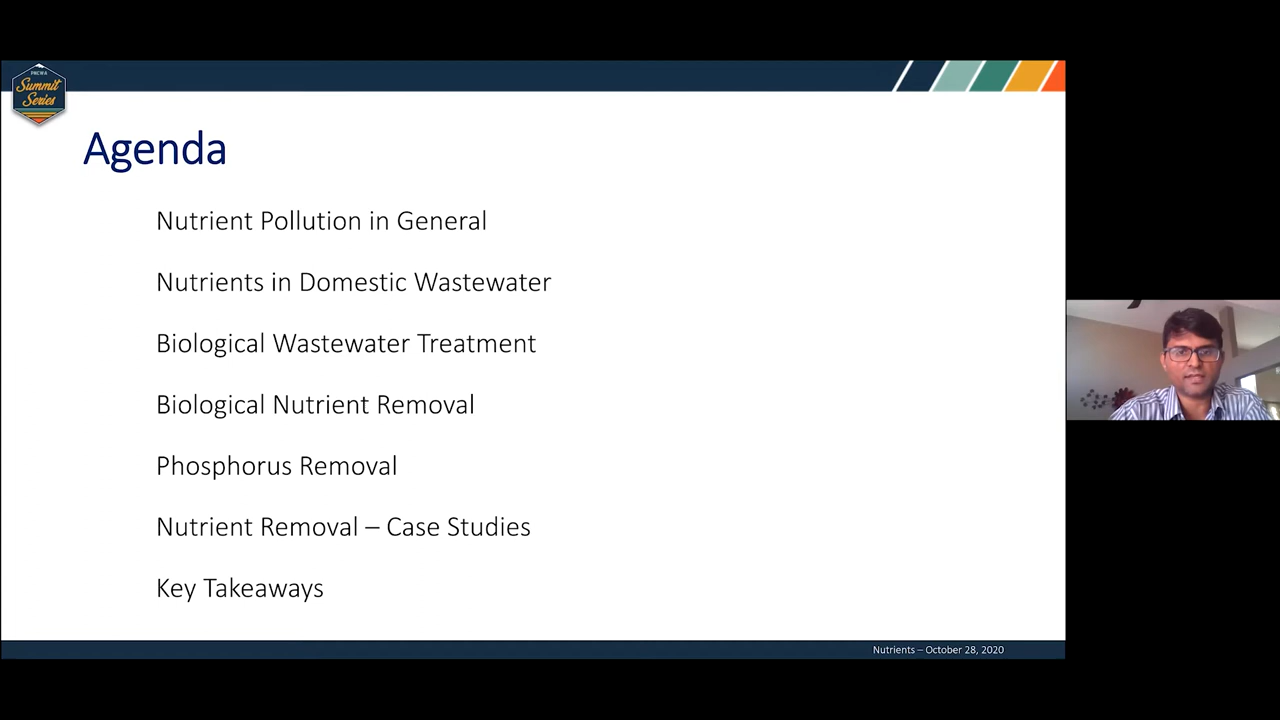 PNCWA
Summit
Series
Agenda
Nutrient Pollution in General
Nutrients in Domestic Wastewater
Biological Wastewater Treatment
Biological Nutrient Removal
Phosphorus Removal
Nutrient Removal – Case Studies
Key Takeaways
Nutrients – October 28, 2020